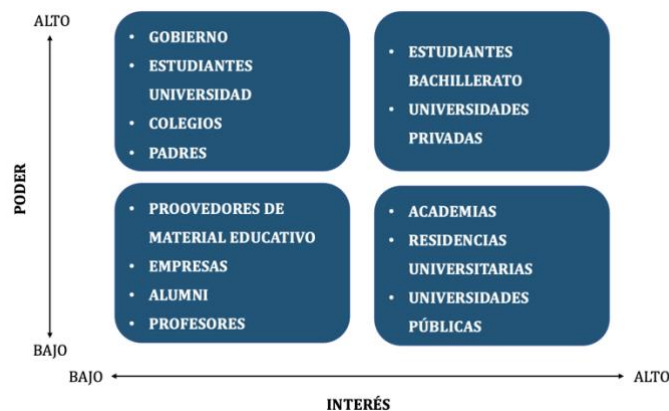 ALTO
• GOBIERNO
• ESTUDIANTES
UNIVERSIDAD
• COLEGIOS
• PADRES
• ESTUDIANTES
BACHILLERATO
• UNIVERSIDADES
PRIVADAS
PODER
• PROOVEDORES DE
MATERIAL EDUCATIVO
• EMPRESAS
• ALUMNI
• PROFESORES
• ACADEMIAS
• RESIDENCIAS
UNIVERSITARIAS
• UNIVERSIDADES
PÚBLICAS
BAJO
BAJO
ALTO
INTERÉS